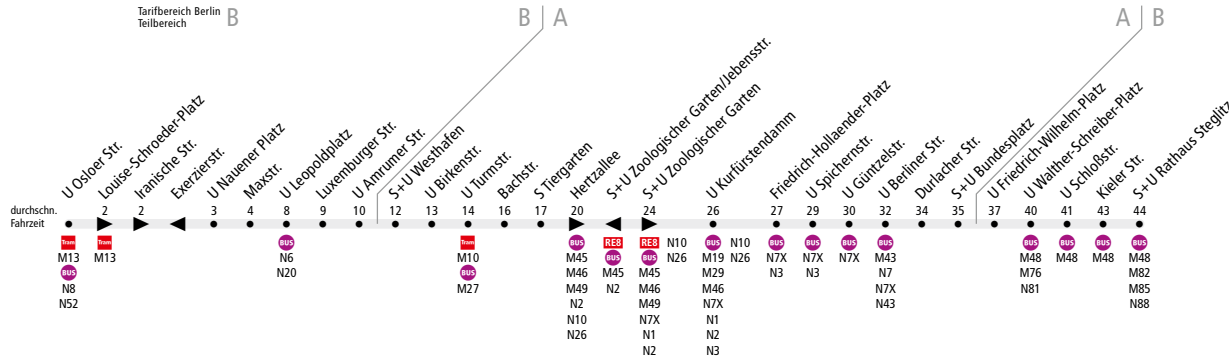 Tarifbereich Berlin
Teilbereich
B
B
A
A
B
U Osloer Str.
Louise-Schroeder-Platz
Iranische Str.
Exerzierstr.
U Nauener Platz
Maxstr.
U Leopoldplatz
Luxemburger Str.
U Amrumer Str.
S+U Westhafen
U Birkenstr.
U Turmstr.
Bachstr.
S Tiergarten
Hertzallee
S+U Zoologischer Garten/Jebensstr.
S+U Zoologischer Garten
U Kurfürstendamm
Friedrich-Hollaender-Platz
U Spichernstr.
U Güntzelstr.
U Berliner Str.
Durlacher Str.
S+U Bundesplatz
U Friedrich-Wilhelm-Platz
U Walther-Schreiber-Platz
U Schloßstr.
Kieler Str.
S+U Rathaus Steglitz
durchschn.
Fahrzeit
2 2 3 4 8 9 10 12 13 14 16 17 20 24 26 27 29 30 32 34 35 37 40 41 43 44
Tram
M13
BUS
N8
N52
Tram
M13
BUS
N6
N20
Tram
M10
BUS
M27
BUS
M45
M46
M49
N2
N10
N26
RE8
BUS
M45
N2
RE8
BUS
M45
M46
M49
N7X
N1
N2
N10
N26
BUS
M19
M29
M46
N7X
N1
N2
N3
N10
N26
BUS
N7X
N3
BUS
N7X
N3
BUS
N7X
BUS
M43
N7
N7X
N43
BUS
M48
M76
N81
BUS
M48
BUS
M48
BUS
M48
M82
M85
N88